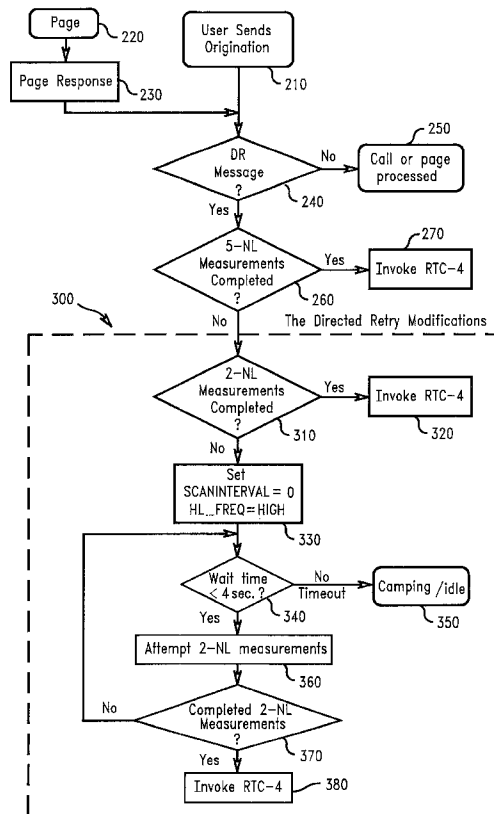 Page
220
User Sends
Origination
210
Page Response
230
DR
Message
?
240
No
250
Call or page
processed
Yes
5-NL
Measurements
Completed
?
260
Yes
270
Invoke RTC-4
300
No
The Directed Retry Modifications
2-NL
Measurements
Completed
?
310
Yes
Invoke RTC-4
320
No
Set
SCANINTERVAL = 0
HL_FREQ=HIGH
330
Wait time
< 4 sec. ?
340
No
Timeout
Camping /idle
350
Yes
Attempt 2-NL measurements
360
No
Completed 2-NL
Measurements
?
370
Yes
Invoke RTC-4
380